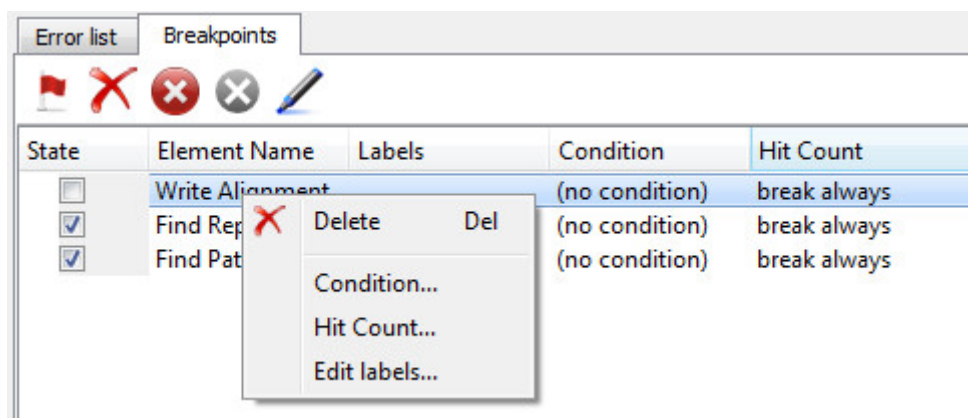 Error list Breakpoints
State Element Name Labels Condition Hit Count
Write Alignment (no condition) break always
Find Rep (no condition) break always
Find Pat (no condition) break always
Delete Del
Condition...
Hit Count...
Edit labels...